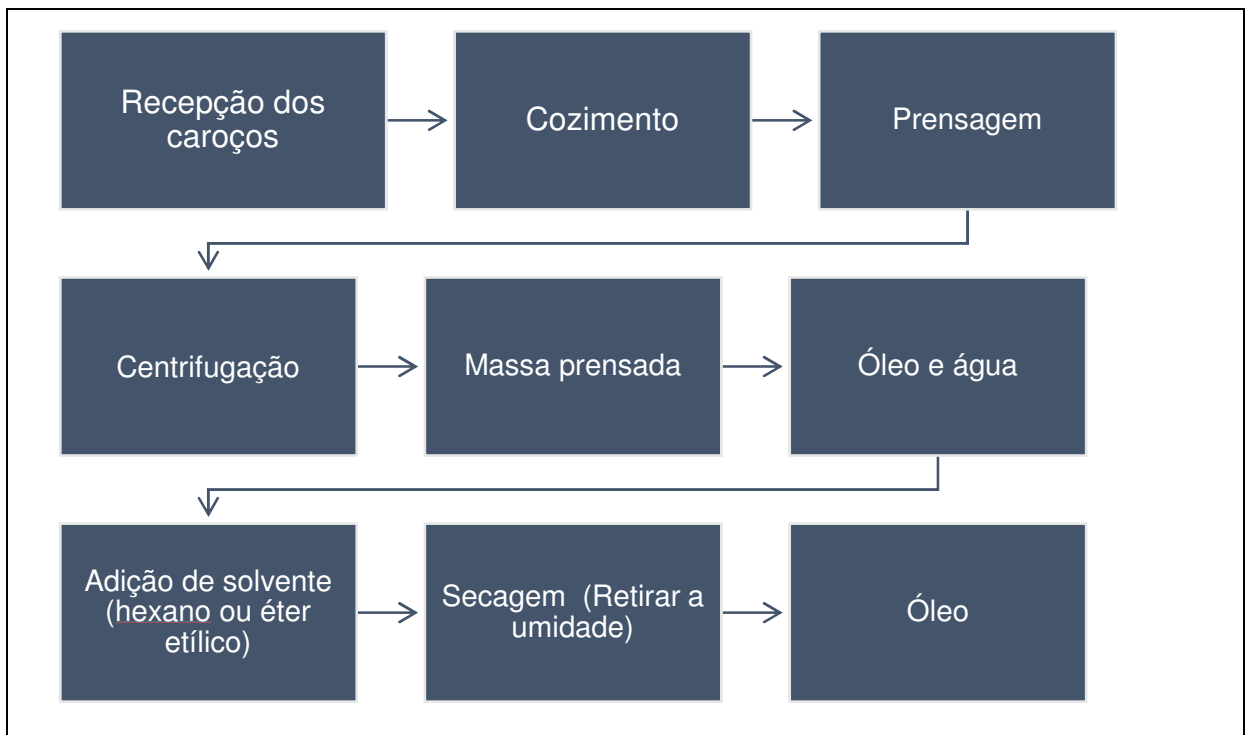 Recepção dos
caroços
Cozimento
Prensagem
Centrifugação
Massa prensada
Óleo e água
Adição de solvente
(hexano ou éter
etílico)
Secagem  (Retirar a
umidade)
Óleo